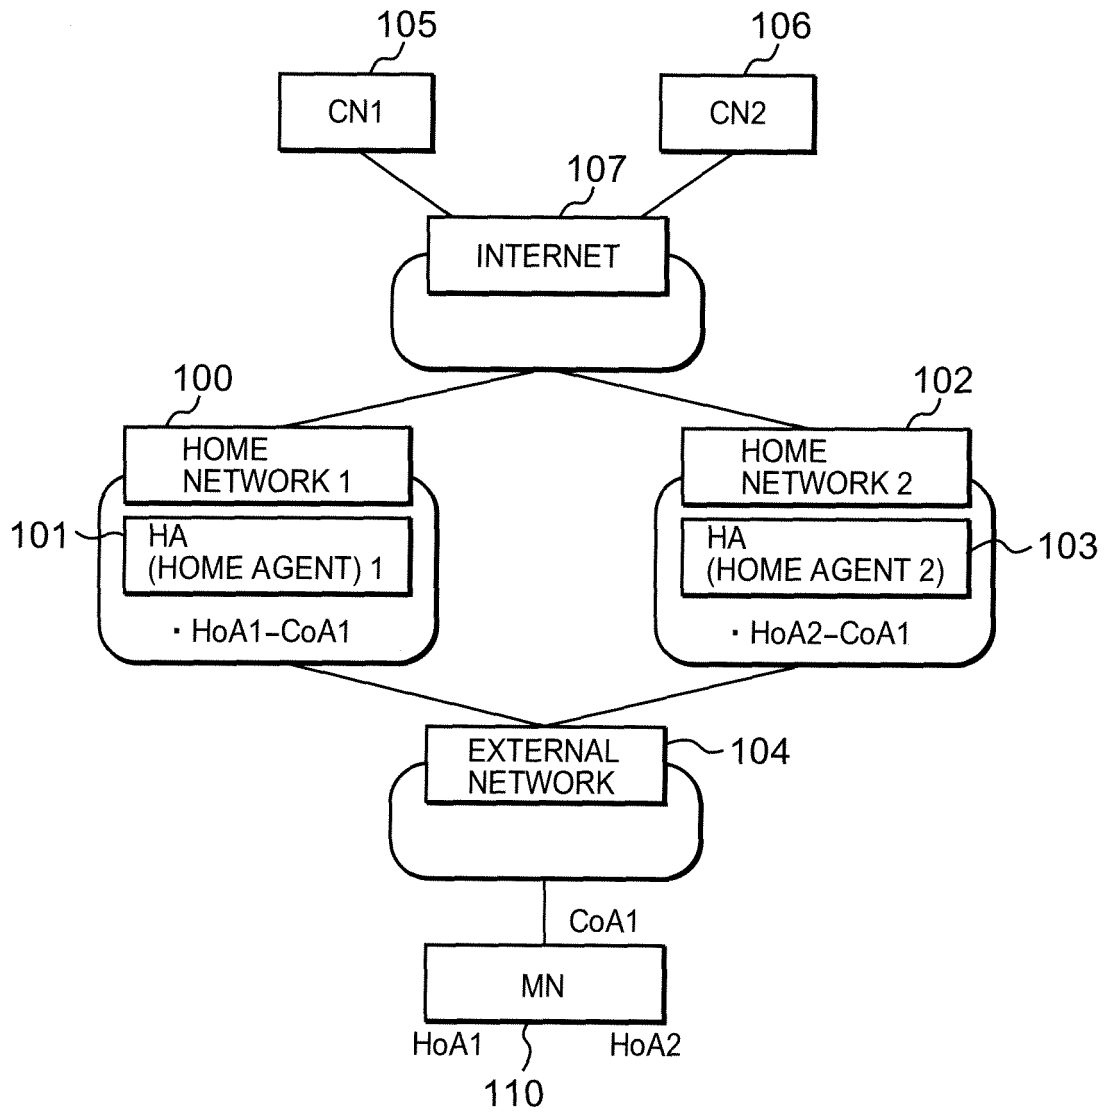 105
106
CN1
CN2
107
INTERNET
100
102
HOME
NETWORK 1
HOME
NETWORK 2
101
HA
(HOME AGENT) 1
HA
(HOME AGENT 2)
103
· HoA1-CoA1
· HoA2-CoA1
EXTERNAL
NETWORK
104
CoA1
MN
HoA1
HoA2
110